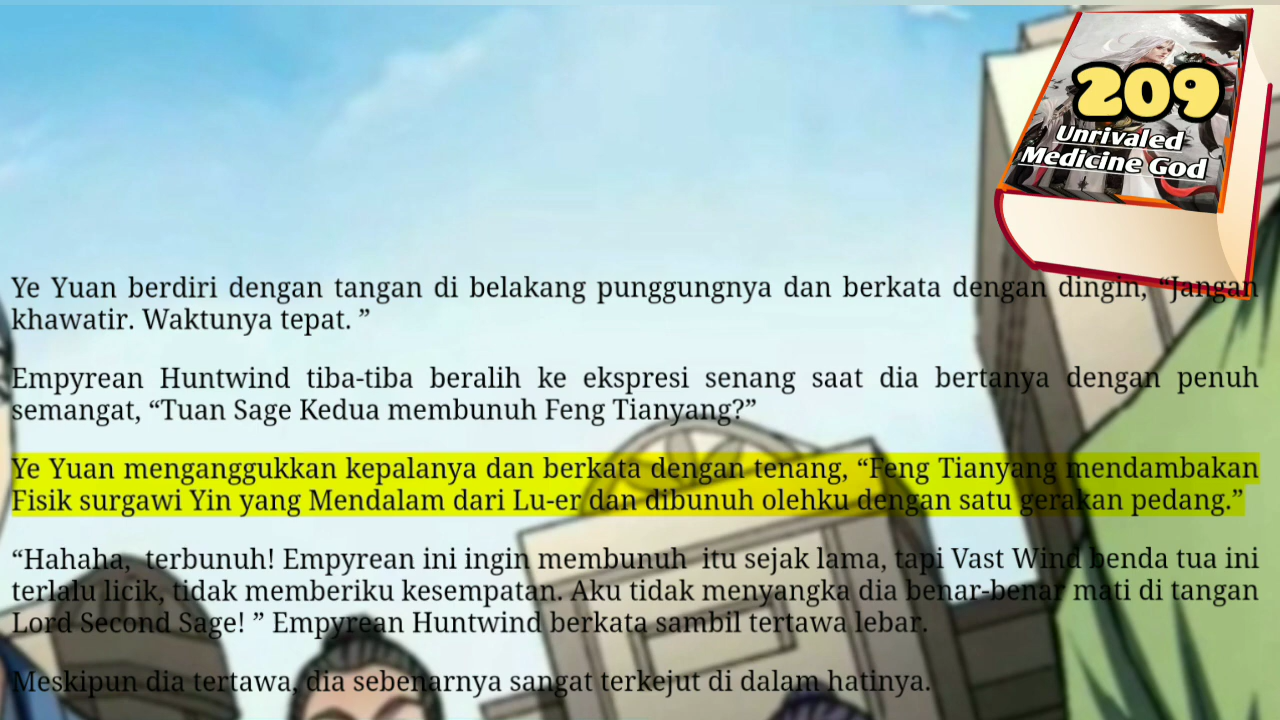 209
Unrivaled
Medicine God
Ye Yuan berdiri dengan tangan di belakang punggungnya dan berkata dengan dingin, “Jangan
khawatir. Waktunya tepat. ”
Empyrean Huntwind tiba-tiba beralih ke ekspresi senang saat dia bertanya dengan penuh
semangat, “Tuan Sage Kedua membunuh Feng Tianyang?”
Ye Yuan menganggukkan kepalanya dan berkata dengan tenang, “Feng Tianyang mendambakan
Fisik surgawi Yin yang Mendalam dari Lu-er dan dibunuh olehku dengan satu gerakan pedang.”
“Hahaha, terbunuh! Empyrean ini ingin membunuh itu sejak lama, tapi Vast Wind benda tua ini
terlalu licik, tidak memberiku kesempatan. Aku tidak menyangka dia benar-benar mati di tangan
Lord Second Sage! ” Empyrean Huntwind berkata sambil tertawa lebar.
Meskipun dia tertawa, dia sebenarnya sangat terkejut di dalam hatinya.